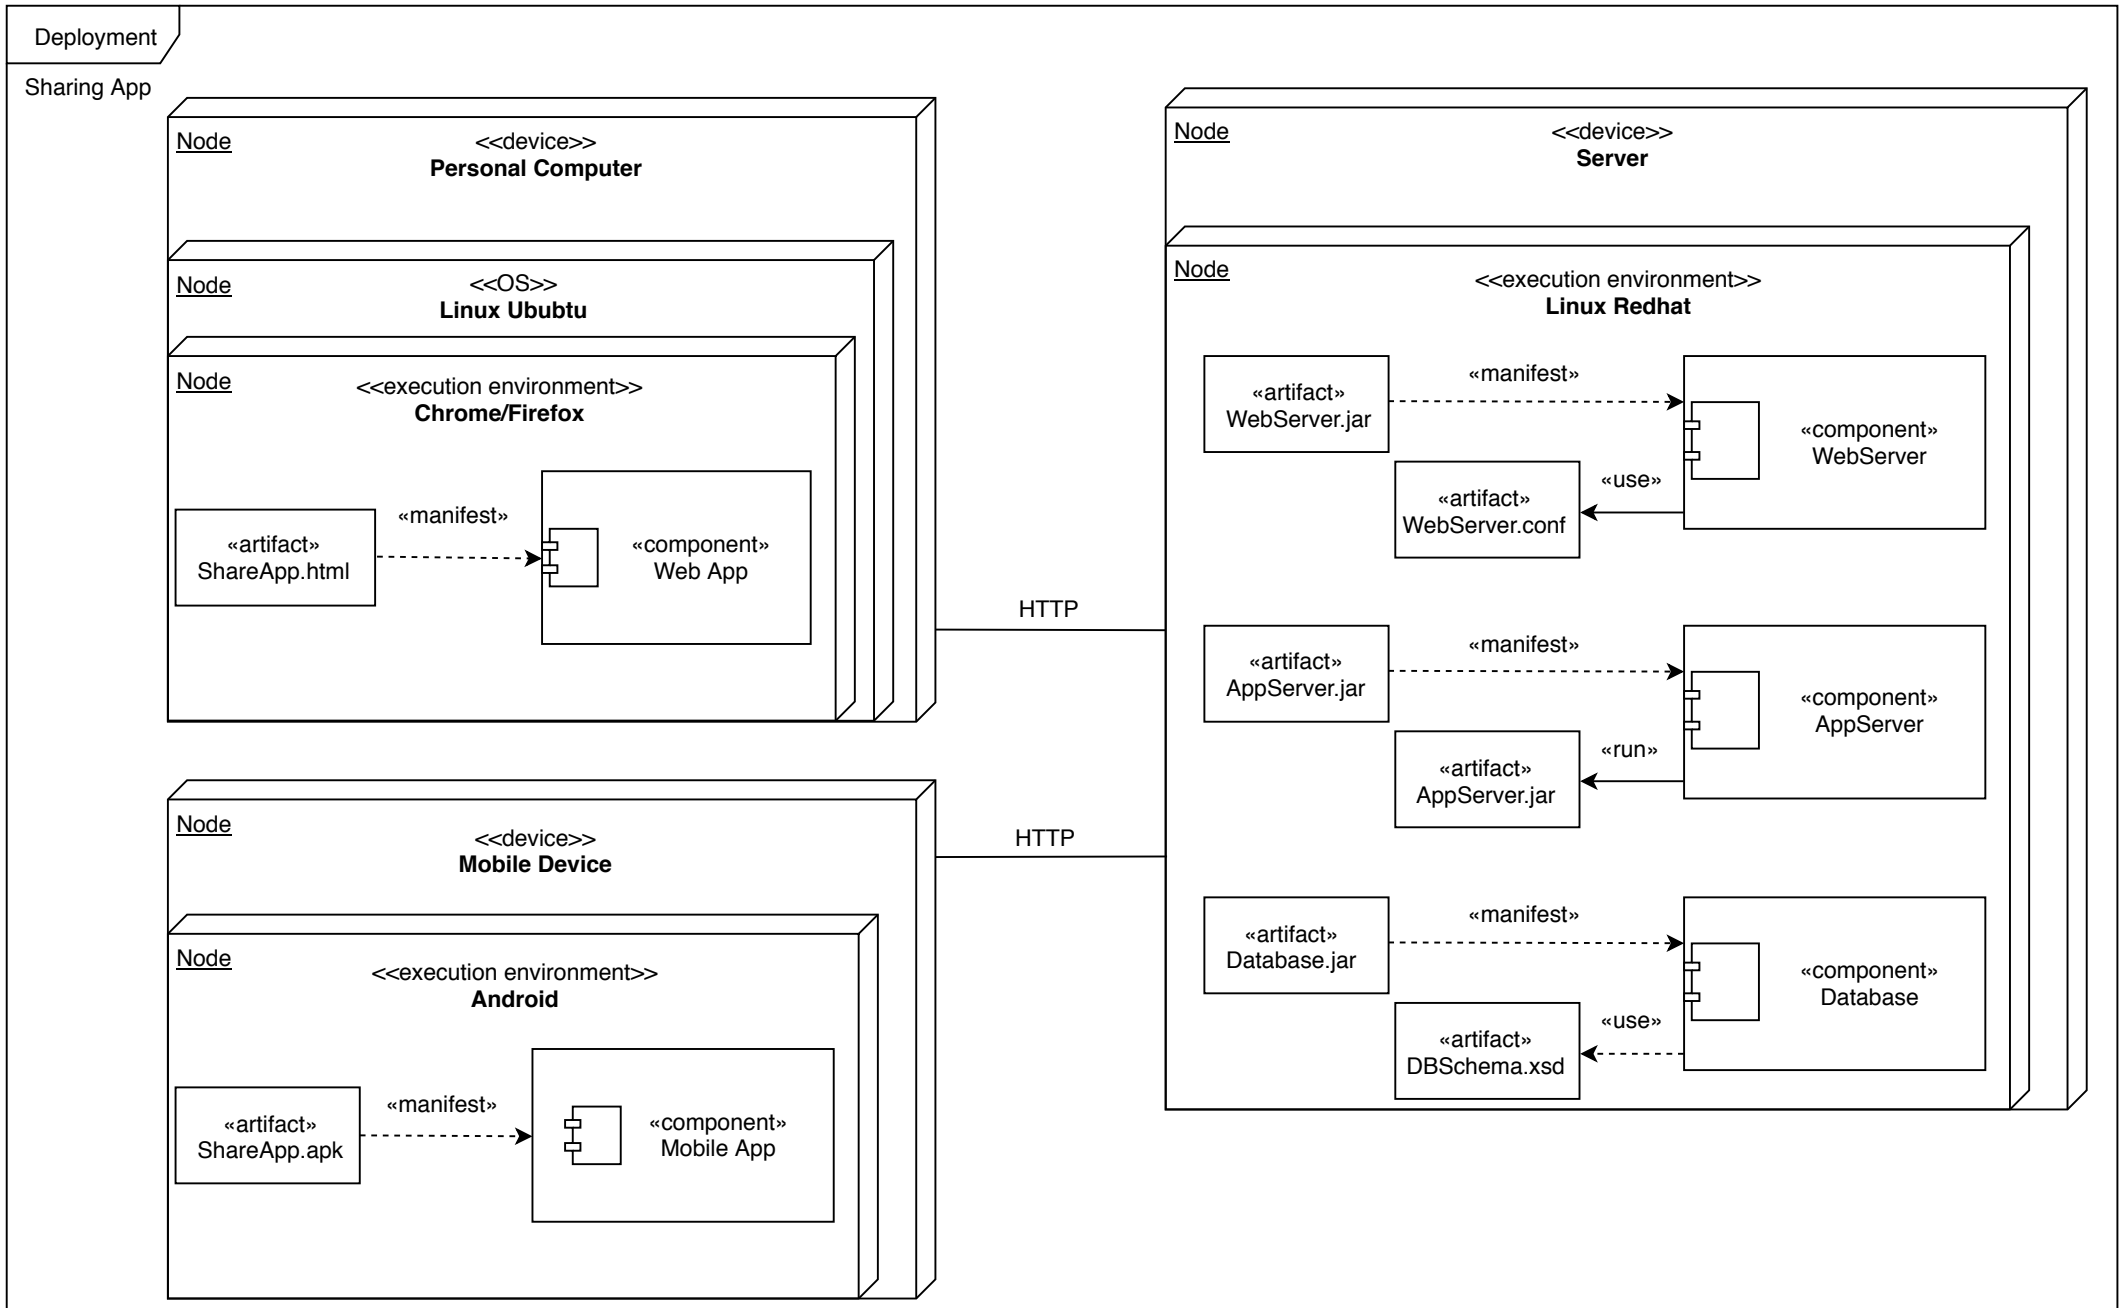 Deployment
Sharing App
Node
<<device>>
Personal Computer
Node
<<OS>>
Linux Ububtu
Node
<<execution environment>>
Chrome/Firefox
«artifact»
ShareApp.html
«manifest»
«component»
Web App
HTTP
Node
<<device>>
Mobile Device
Node
<<execution environment>>
Android
«artifact»
ShareApp.apk
«manifest»
«component»
Mobile App
HTTP
Node
<<device>>
Server
Node
<<execution environment>>
Linux Redhat
«artifact»
WebServer.jar
«manifest»
«component»
WebServer
«use»
«artifact»
WebServer.conf
«artifact»
AppServer.jar
«manifest»
«component»
AppServer
«run»
«artifact»
AppServer.jar
«artifact»
Database.jar
«manifest»
«component»
Database
«use»
«artifact»
DBSchema.xsd